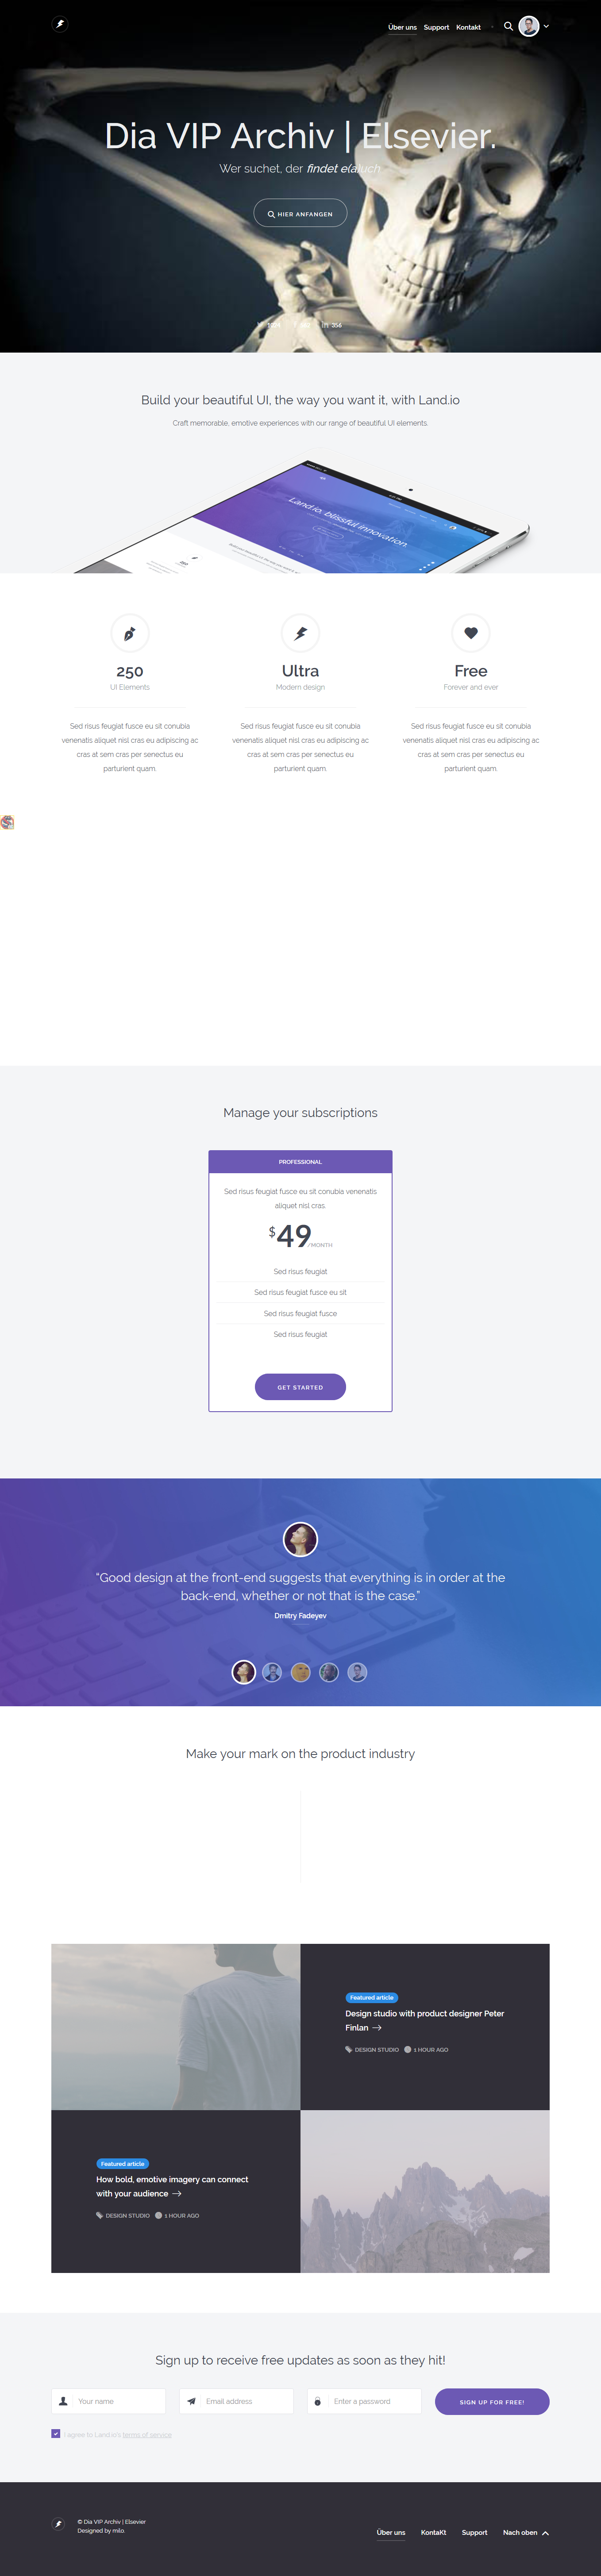 Über uns Support Kontakt
Dia VIP Archiv | Elsevier.
Wer suchet, der findet e(a)uch.
HIER ANFANGEN
356
Build your beautiful UI, the way you want it, with Land.io
Craft memorable, emotive experiences with our range of beautiful UI elements.
Land.io, blissful innovation.
250
UI Elements
Sed risus feugiat fusce eu sit conubia
venenatis aliquet nisl cras eu adipiscing ac
cras at sem cras per senectus eu
parturient quam.
Ultra
Modern design
Sed risus feugiat fusce eu sit conubia
venenatis aliquet nisl cras eu adipiscing ac
cras at sem cras per senectus eu
parturient quam.
Free
Forever and ever
Sed risus feugiat fusce eu sit conubia
venenatis aliquet nisl cras eu adipiscing ac
cras at sem cras per senectus eu
parturient quam.
Manage your subscriptions
PROFESSIONAL
Sed risus feugiat fusce eu sit conubia venenatis
aliquet nisl cras.
$49/MONTH
Sed risus feugiat
Sed risus feugiat fusce eu sit
Sed risus feugiat fusce
Sed risus feugiat
GET STARTED
“Good design at the front-end suggests that everything is in order at the
back-end, whether or not that is the case.”
Dmitry Fadeyev
Make your mark on the product industry
Featured article
Design studio with product designer Peter
Finlan
DESIGN STUDIO 1 HOUR AGO
Featured article
How bold, emotive imagery can connect
with your audience
DESIGN STUDIO 1 HOUR AGO
Sign up to receive free updates as soon as they hit!
Your name
Email address
Enter a password
SIGN UP FOR FREE!
I agree to Land.io's terms of service
© Dia VIP Archiv | Elsevier
Designed by milo.
Über uns KontaKt Support Nach oben